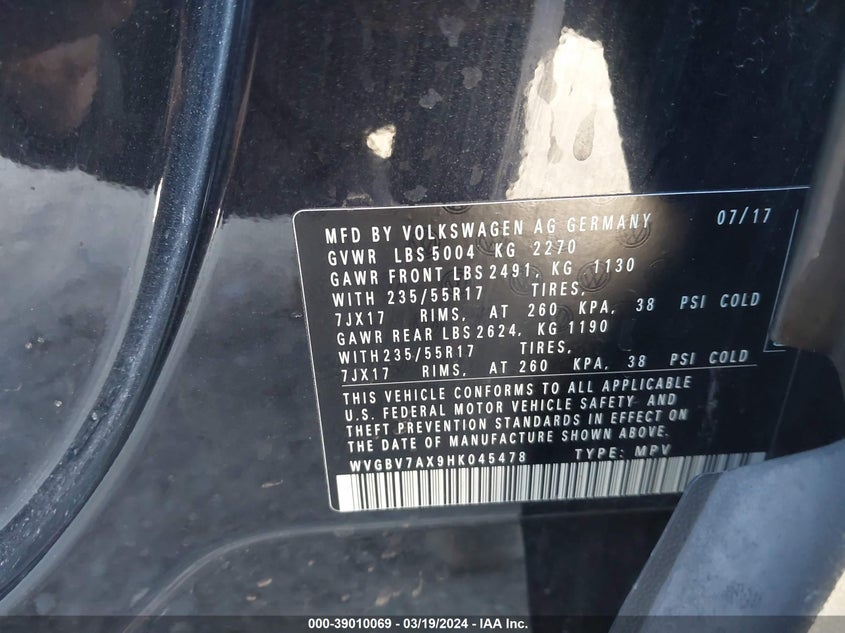 MFD BY VOLKSWAGEN AG GERMANY 07/17
GVWR LBS 5004 KG 2270
GAWR FRONT LBS 2491, KG 1130
WITH 235/55R17 TIRES,
7JX17 RIMS, AT 260 KPA, 38 PSI COLD
GAWR REAR LBS 2624, KG 1190
WITH 235/55R17 TIRES,
7JX17 RIMS, AT 260 KPA, 38 PSI COLD
THIS VEHICLE CONFORMS TO ALL APPLICABLE
U.S. FEDERAL MOTOR VEHICLE SAFETY AND
THEFT PREVENTION STANDARDS IN EFFECT ON
THE DATE OF MANUFACTURE SHOWN ABOVE.
WVGBV7AX9HK045478 TYPE: MPV
000-39010069 - 03/19/2024 - IAA Inc.